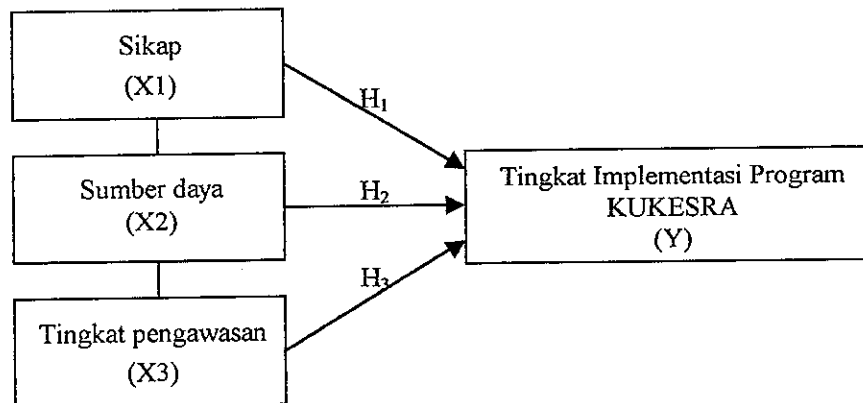 Sikap
(X1)
H₁
Sumber daya
(X2)
H₂
Tingkat Implementasi Program
KUKESRA
(Y)
H₃
Tingkat pengawasan
(X3)